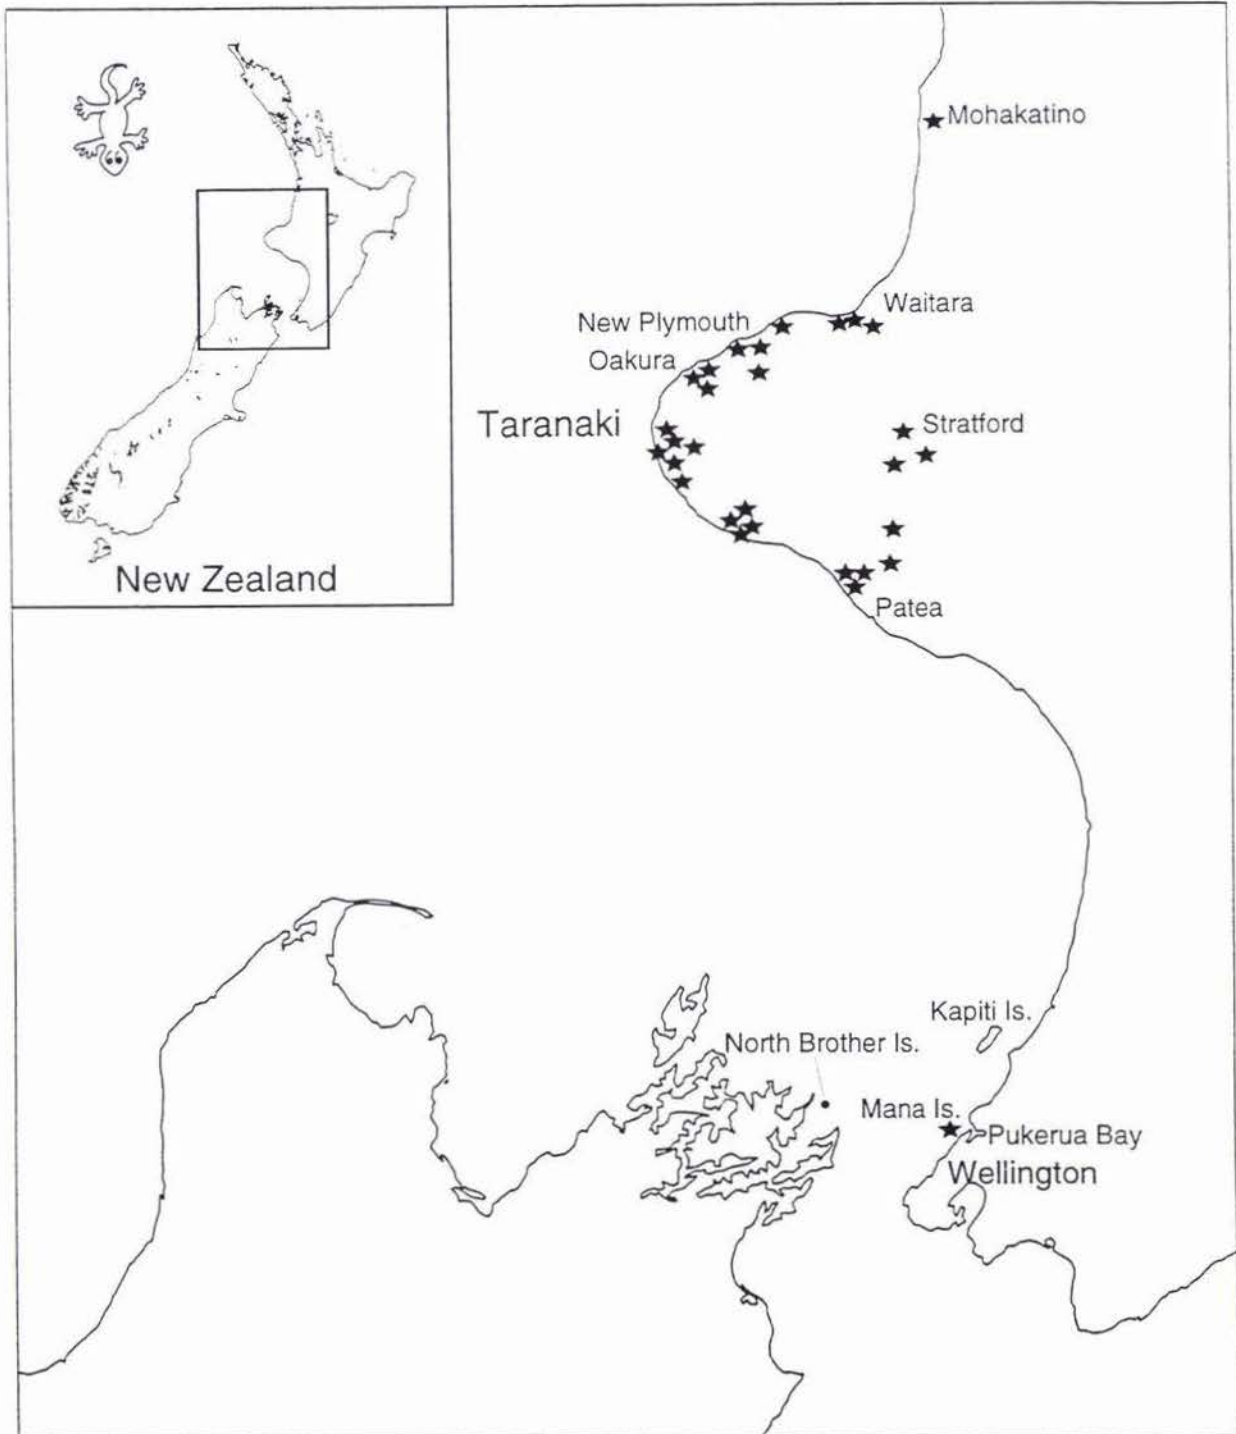 Mohakatino
Waitara
New Plymouth
Oakura
Taranaki
Stratford
New Zealand
Patea
Kapiti Is.
North Brother Is.
Mana Is.
Pukerua Bay
Wellington